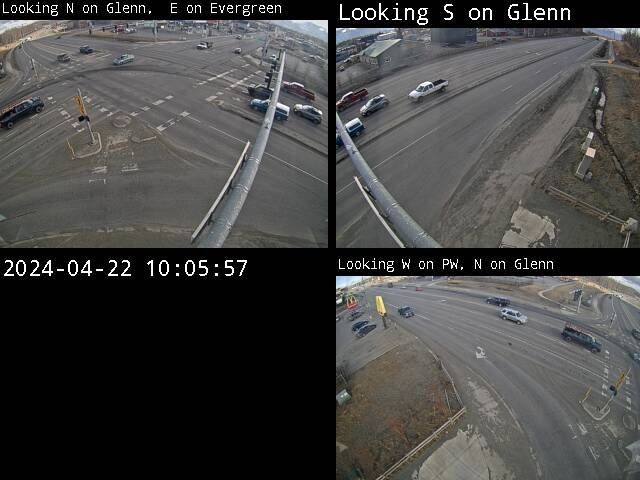 Looking N on Glenn,  E on Evergreen
Looking S on Glenn
2024-04-22 10:05:57
Looking W on PW, N on Glenn